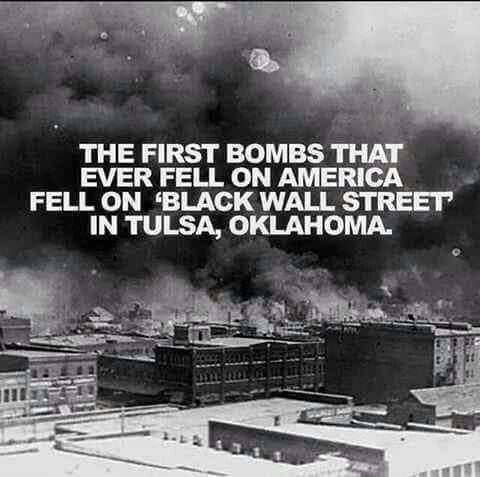 THE FIRST BOMBS THAT
EVER FELL ON AMERICA
FELL ON 'BLACK WALL STREET'
IN TULSA, OKLAHOMA.